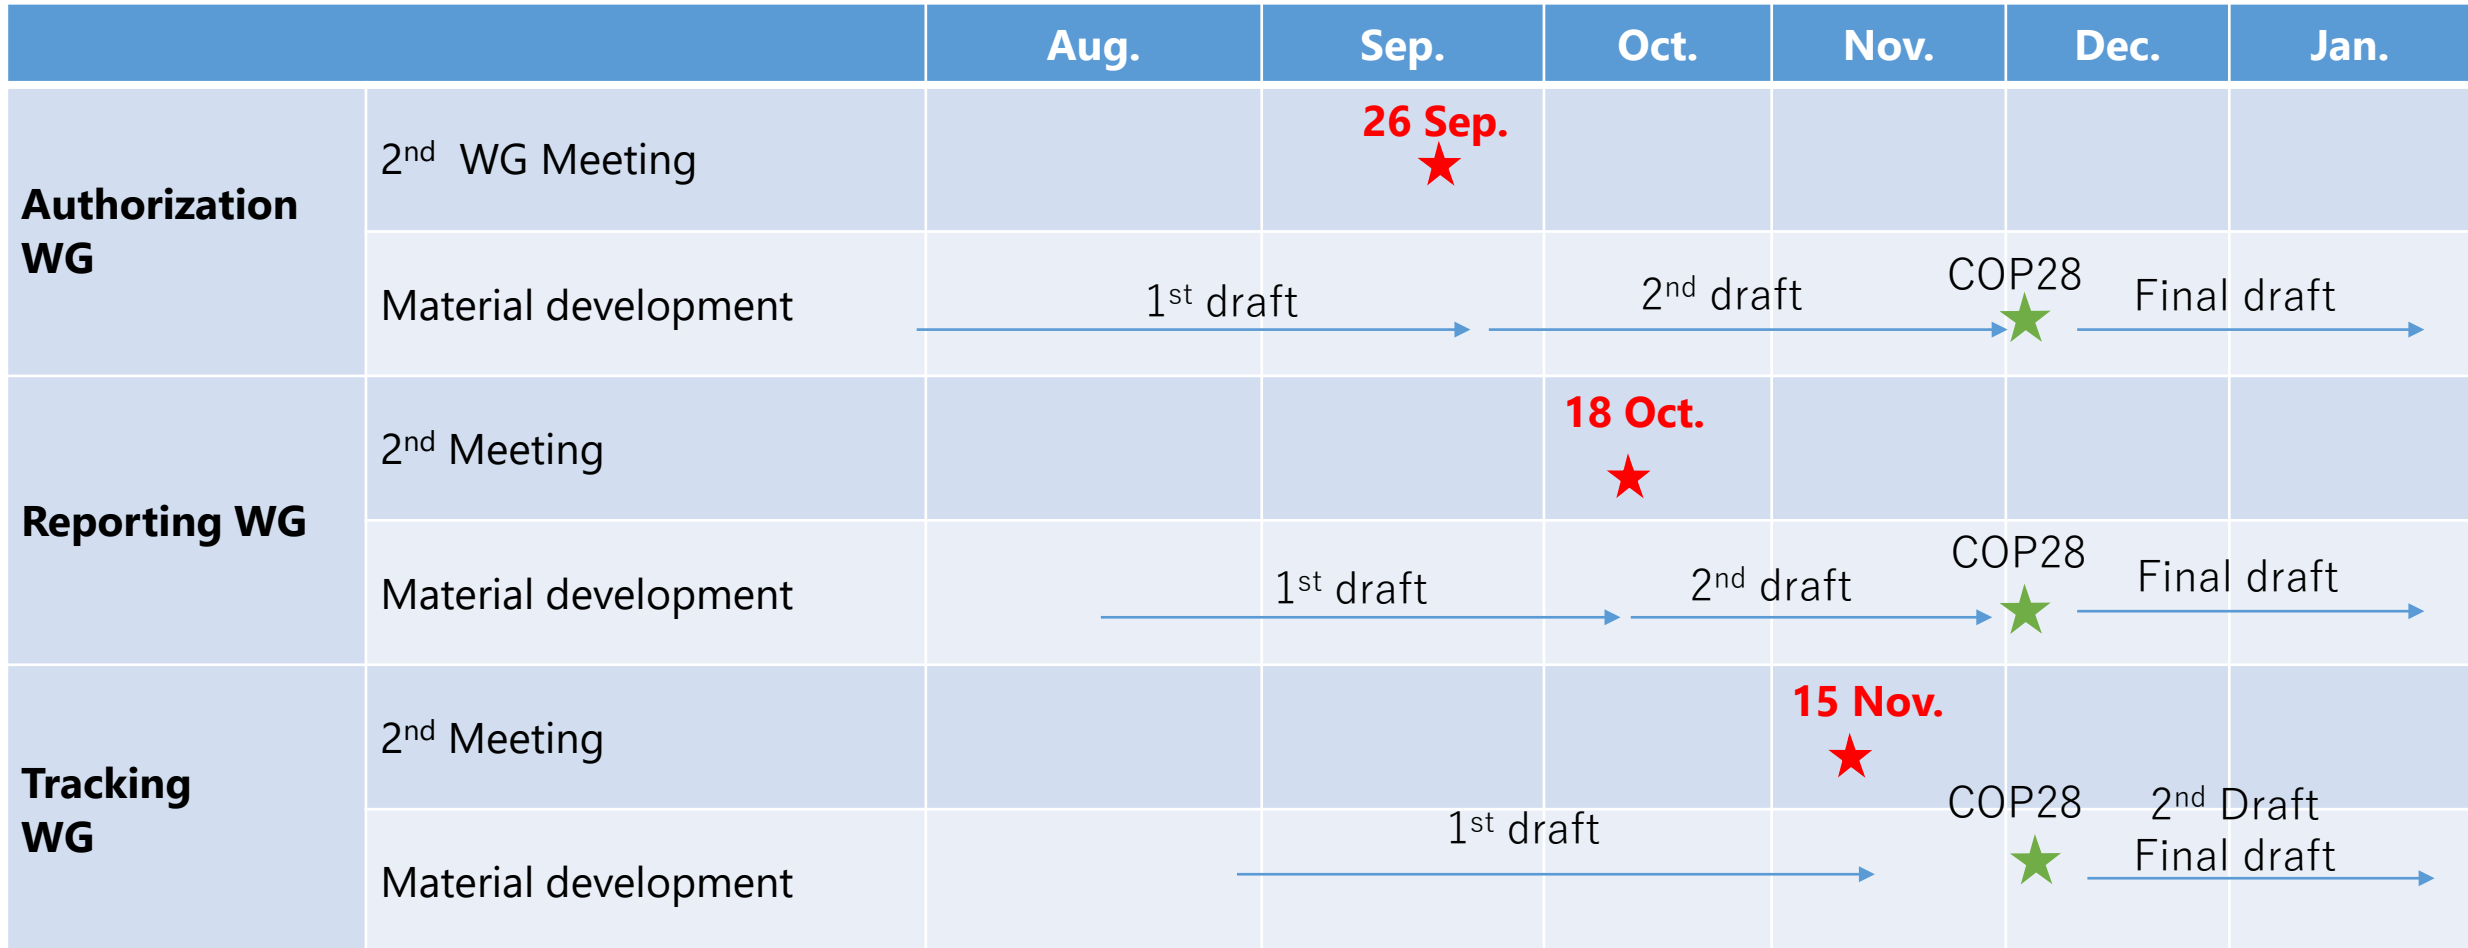 Aug. Sep. Oct. Nov. Dec. Jan.
Authorization
WG
2nd WG Meeting
26 Sep.
Material development
1st draft
2nd draft
COP28
Final draft
Reporting WG
2nd Meeting
18 Oct.
Material development
1st draft
2nd draft
COP28
Final draft
Tracking
WG
2nd Meeting
15 Nov.
Material development
1st draft
COP28
2nd Draft
Final draft